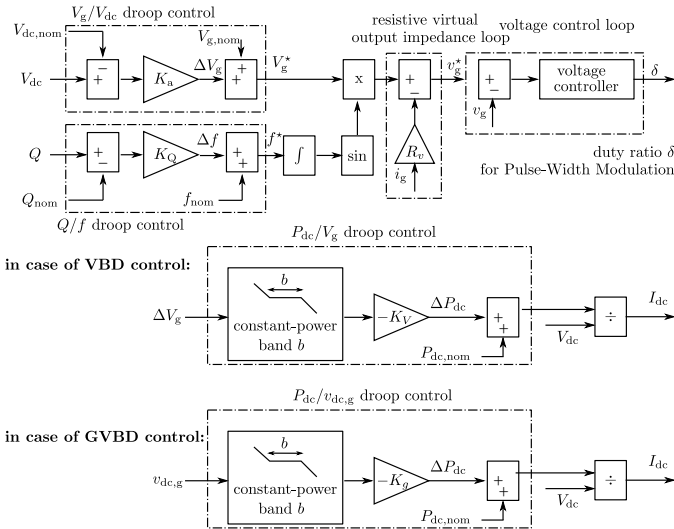 V_g/V_dc droop control
V_dc,nom
V_g,nom
V_dc
−
+
K_a
ΔV_g
+
+
V_g^⋆
x
resistive virtual
output impedance loop
+
−
R_v
i_g
v_g^⋆
voltage control loop
+
−
v_g
voltage
controller
δ
duty ratio δ
for Pulse-Width Modulation
Q
+
−
Q_nom
K_Q
Δf
+
+
f_nom
f^⋆
∫
sin
Q/f droop control
P_dc/V_g droop control
in case of VBD control:
ΔV_g
b
constant-power
band b
−K_V
ΔP_dc
+
+
P_dc,nom
V_dc
÷
I_dc
P_dc/v_dc,g droop control
in case of GVBD control:
v_dc,g
b
constant-power
band b
−K_g
ΔP_dc
+
+
P_dc,nom
V_dc
÷
I_dc